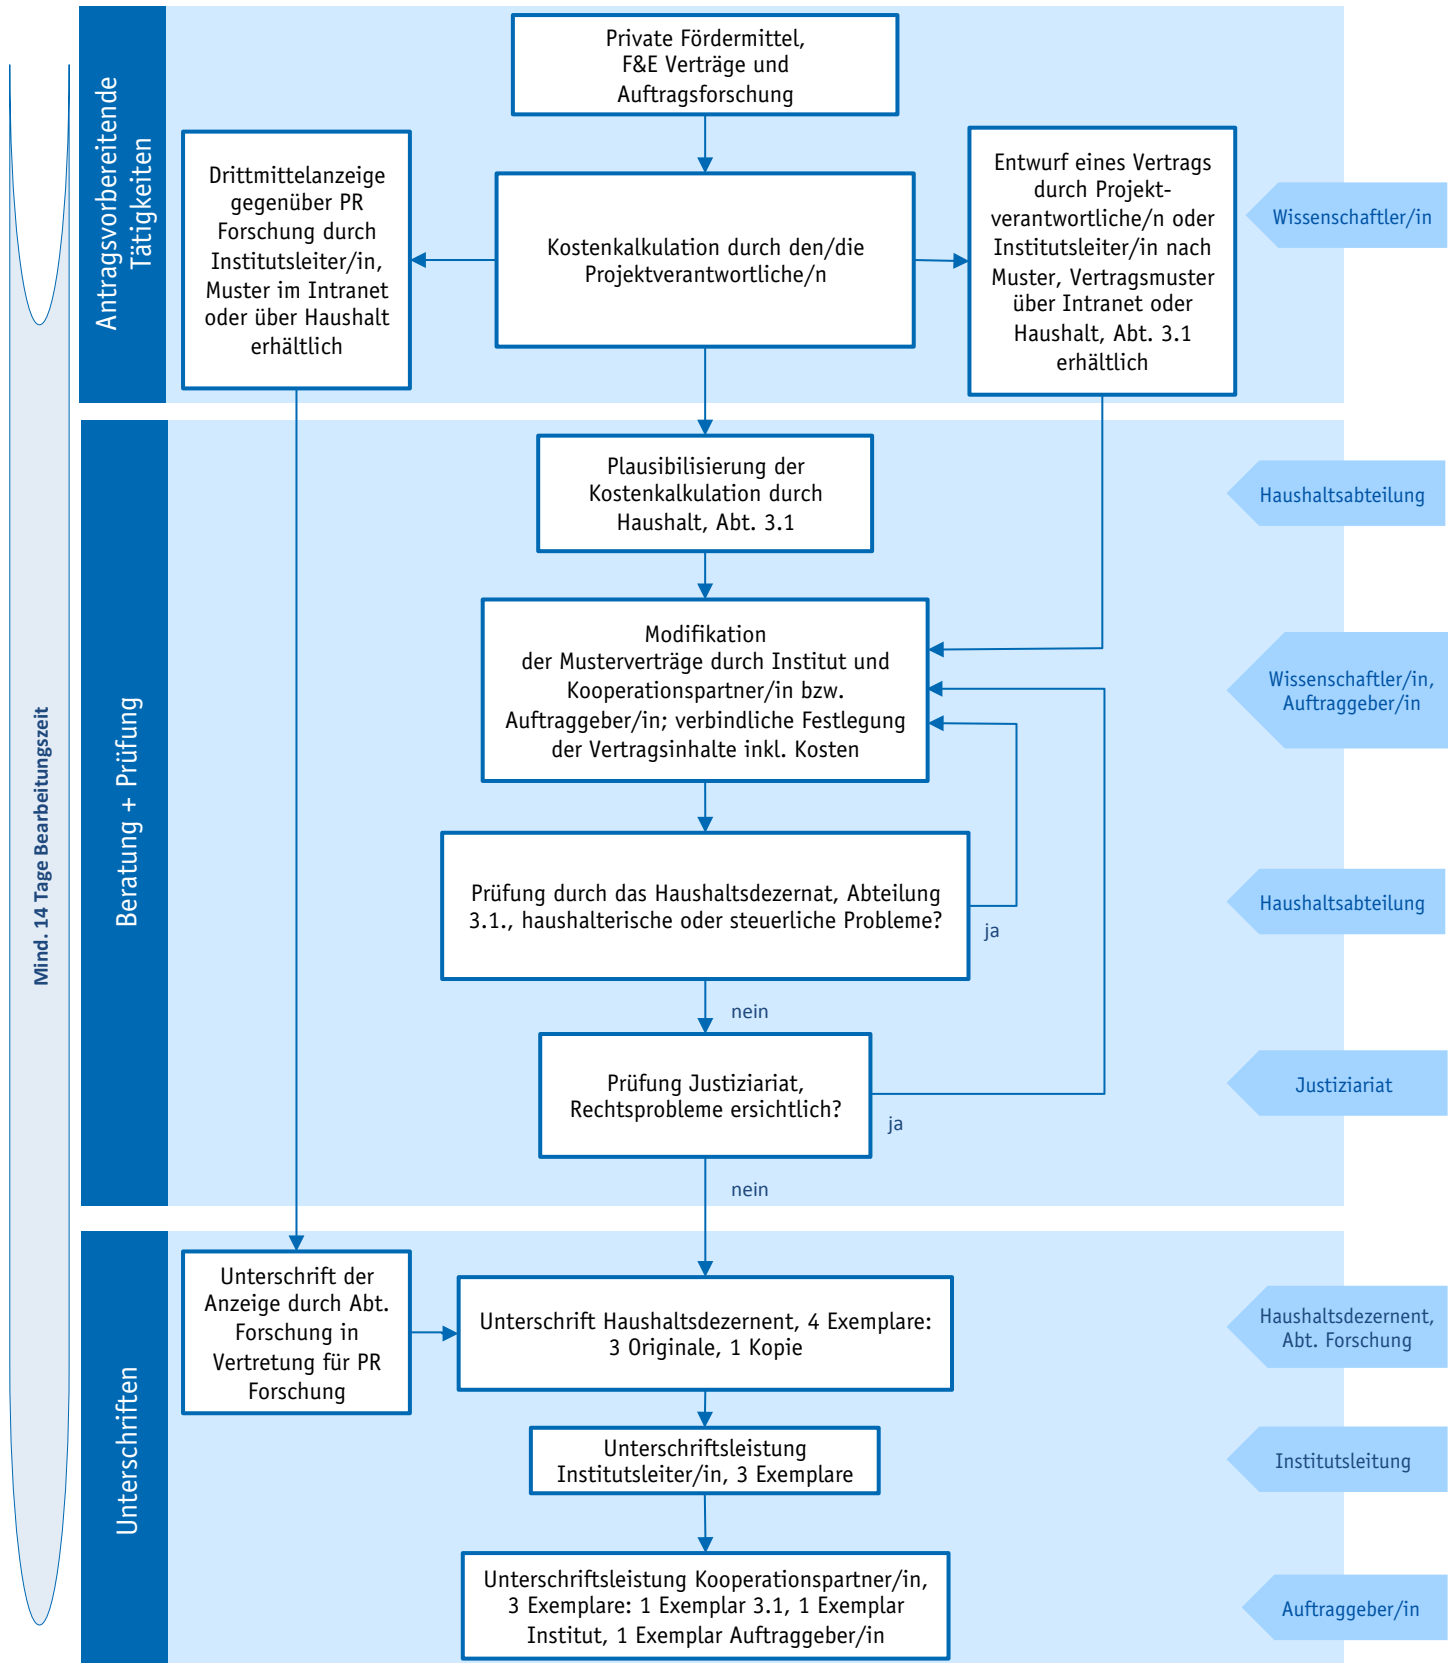 Mind. 14 Tage Bearbeitungszeit
Antragsvorbereitende
Tätigkeiten
Private Fördermittel,
F&E Verträge und
Auftragsforschung
Drittmittelanzeige
gegenüber PR
Forschung durch
Institutsleiter/in,
Muster im Intranet
oder über Haushalt
erhältlich
Kostenkalkulation durch den/die
Projektverantwortliche/n
Entwurf eines Vertrags
durch Projekt-
verantwortliche/n oder
Institutsleiter/in nach
Muster, Vertragsmuster
über Intranet oder
Haushalt, Abt. 3.1
erhältlich
Wissenschaftler/in
Beratung + Prüfung
Plausibilisierung der
Kostenkalkulation durch
Haushalt, Abt. 3.1
Haushaltsabteilung
Modifikation
der Musterverträge durch Institut und
Kooperationspartner/in bzw.
Auftraggeber/in; verbindliche Festlegung
der Vertragsinhalte inkl. Kosten
Wissenschaftler/in,
Auftraggeber/in
Prüfung durch das Haushaltsdezernat, Abteilung
3.1., haushalterische oder steuerliche Probleme?
ja
Haushaltsabteilung
nein
Prüfung Justiziariat,
Rechtsprobleme ersichtlich?
ja
Justiziariat
nein
Unterschriften
Unterschrift der
Anzeige durch Abt.
Forschung in
Vertretung für PR
Forschung
Unterschrift Haushaltsdezernent, 4 Exemplare:
3 Originale, 1 Kopie
Haushaltsdezernent,
Abt. Forschung
Unterschriftsleistung
Institutsleiter/in, 3 Exemplare
Institutsleitung
Unterschriftsleistung Kooperationspartner/in,
3 Exemplare: 1 Exemplar 3.1, 1 Exemplar
Institut, 1 Exemplar Auftraggeber/in
Auftraggeber/in